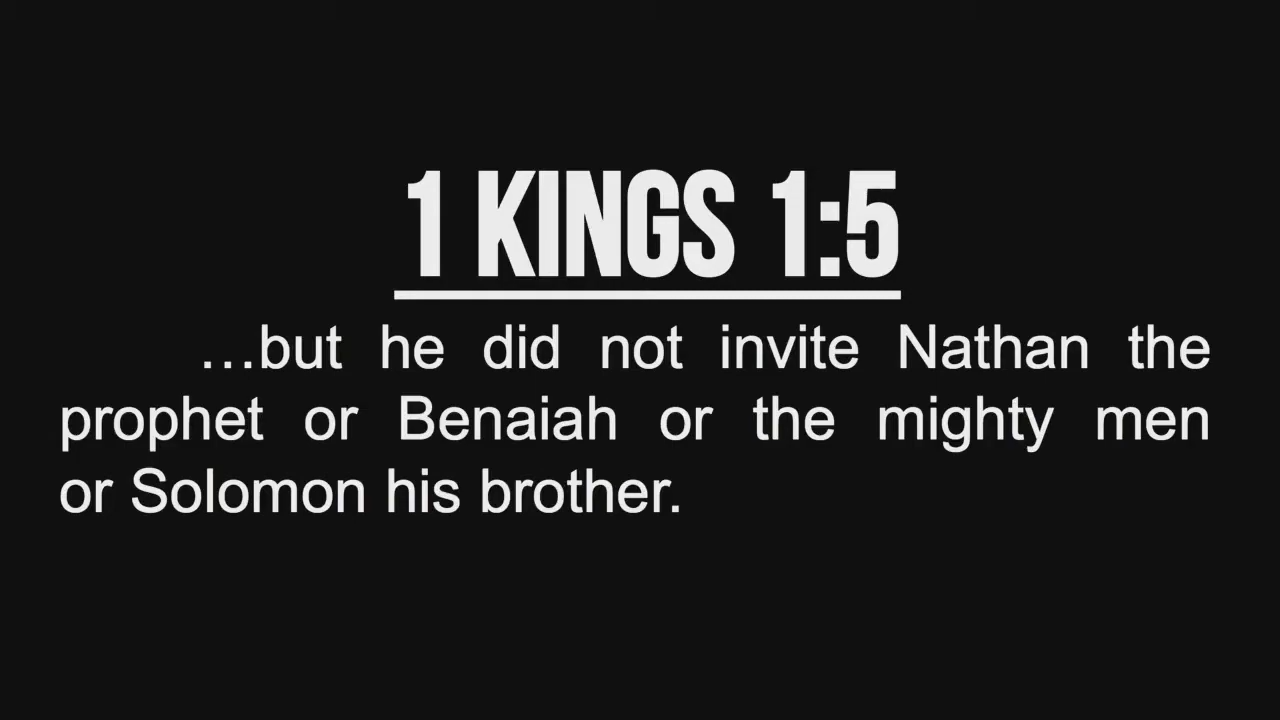 1 KINGS 1:5
…but he did not invite Nathan the
prophet or Benaiah or the mighty men
or Solomon his brother.